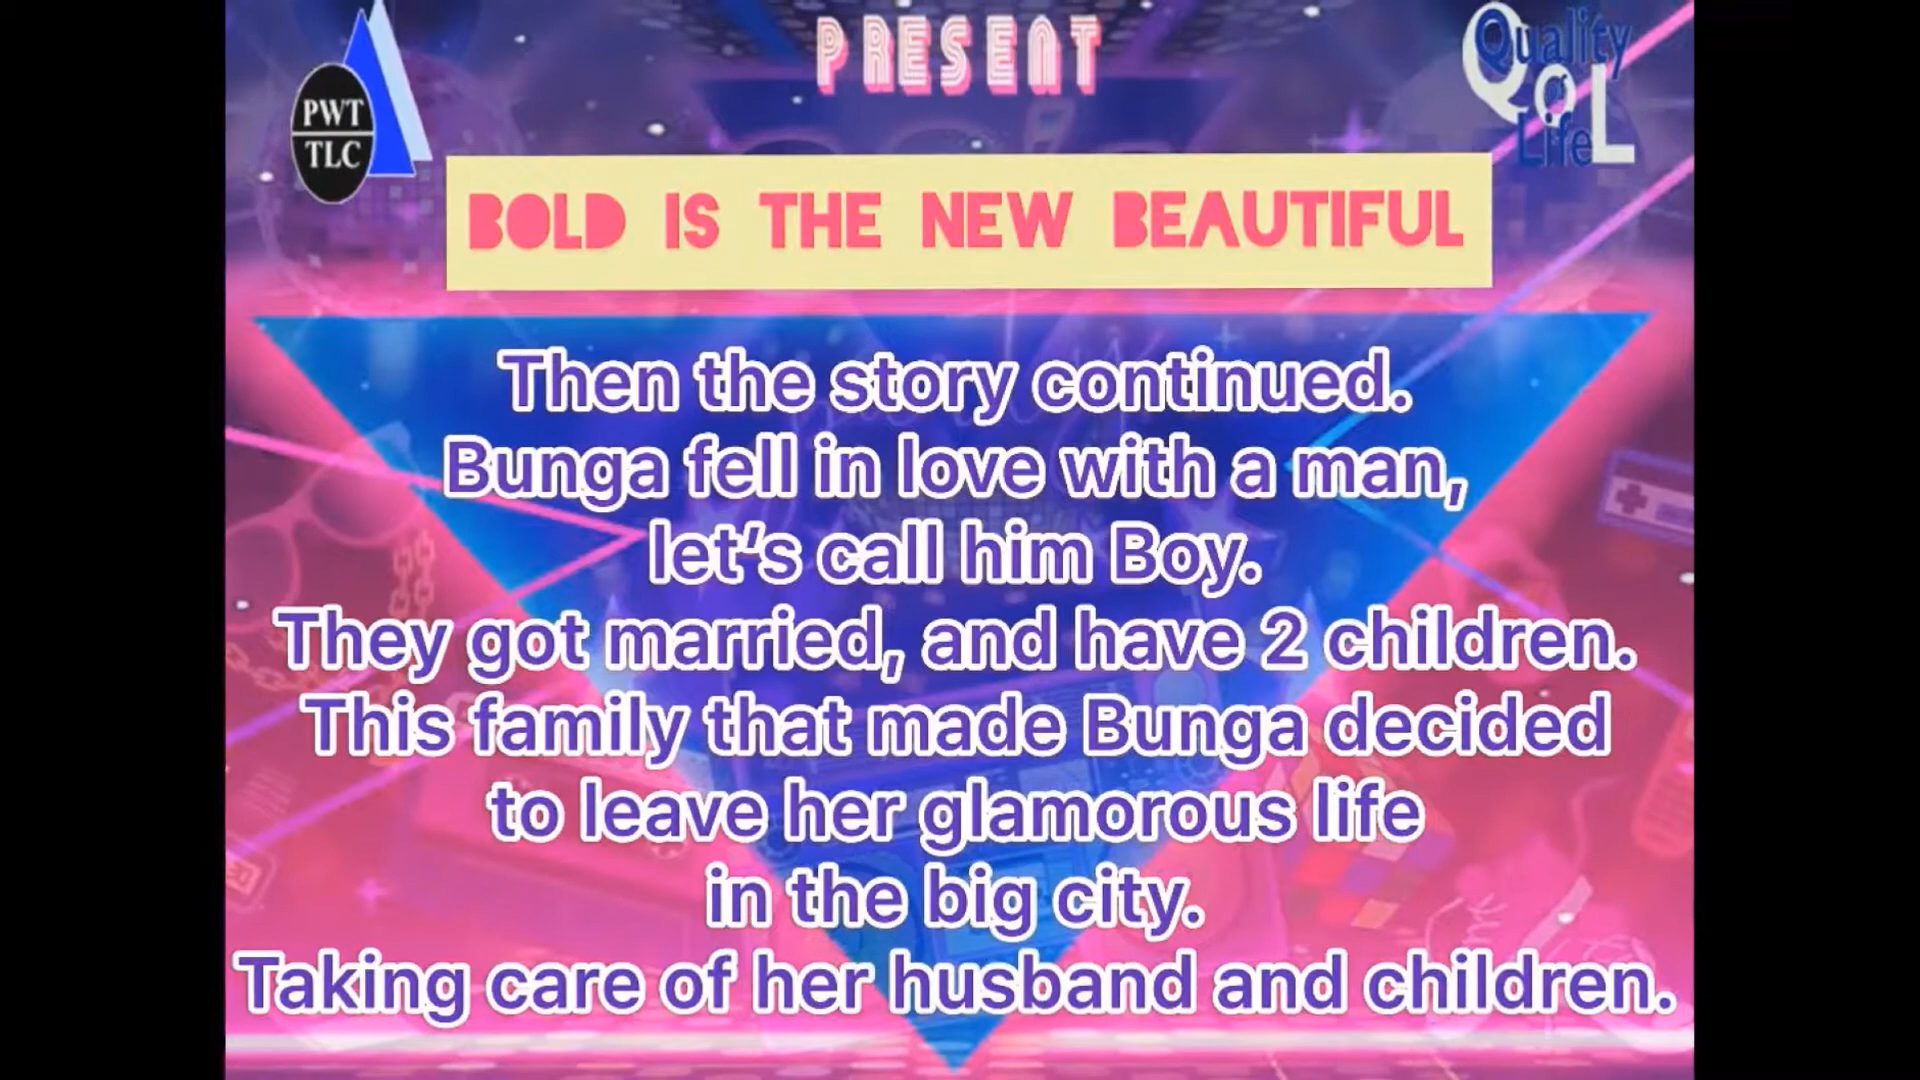 PRESENT
PWT
TLC
Quality
of
Life
QOL
BOLD IS THE NEW BEAUTIFUL
Then the story continued.
Bunga fell in love with a man,
let's call him Boy.
They got married, and have 2 children.
This family that made Bunga decided
to leave her glamorous life
in the big city.
Taking care of her husband and children.